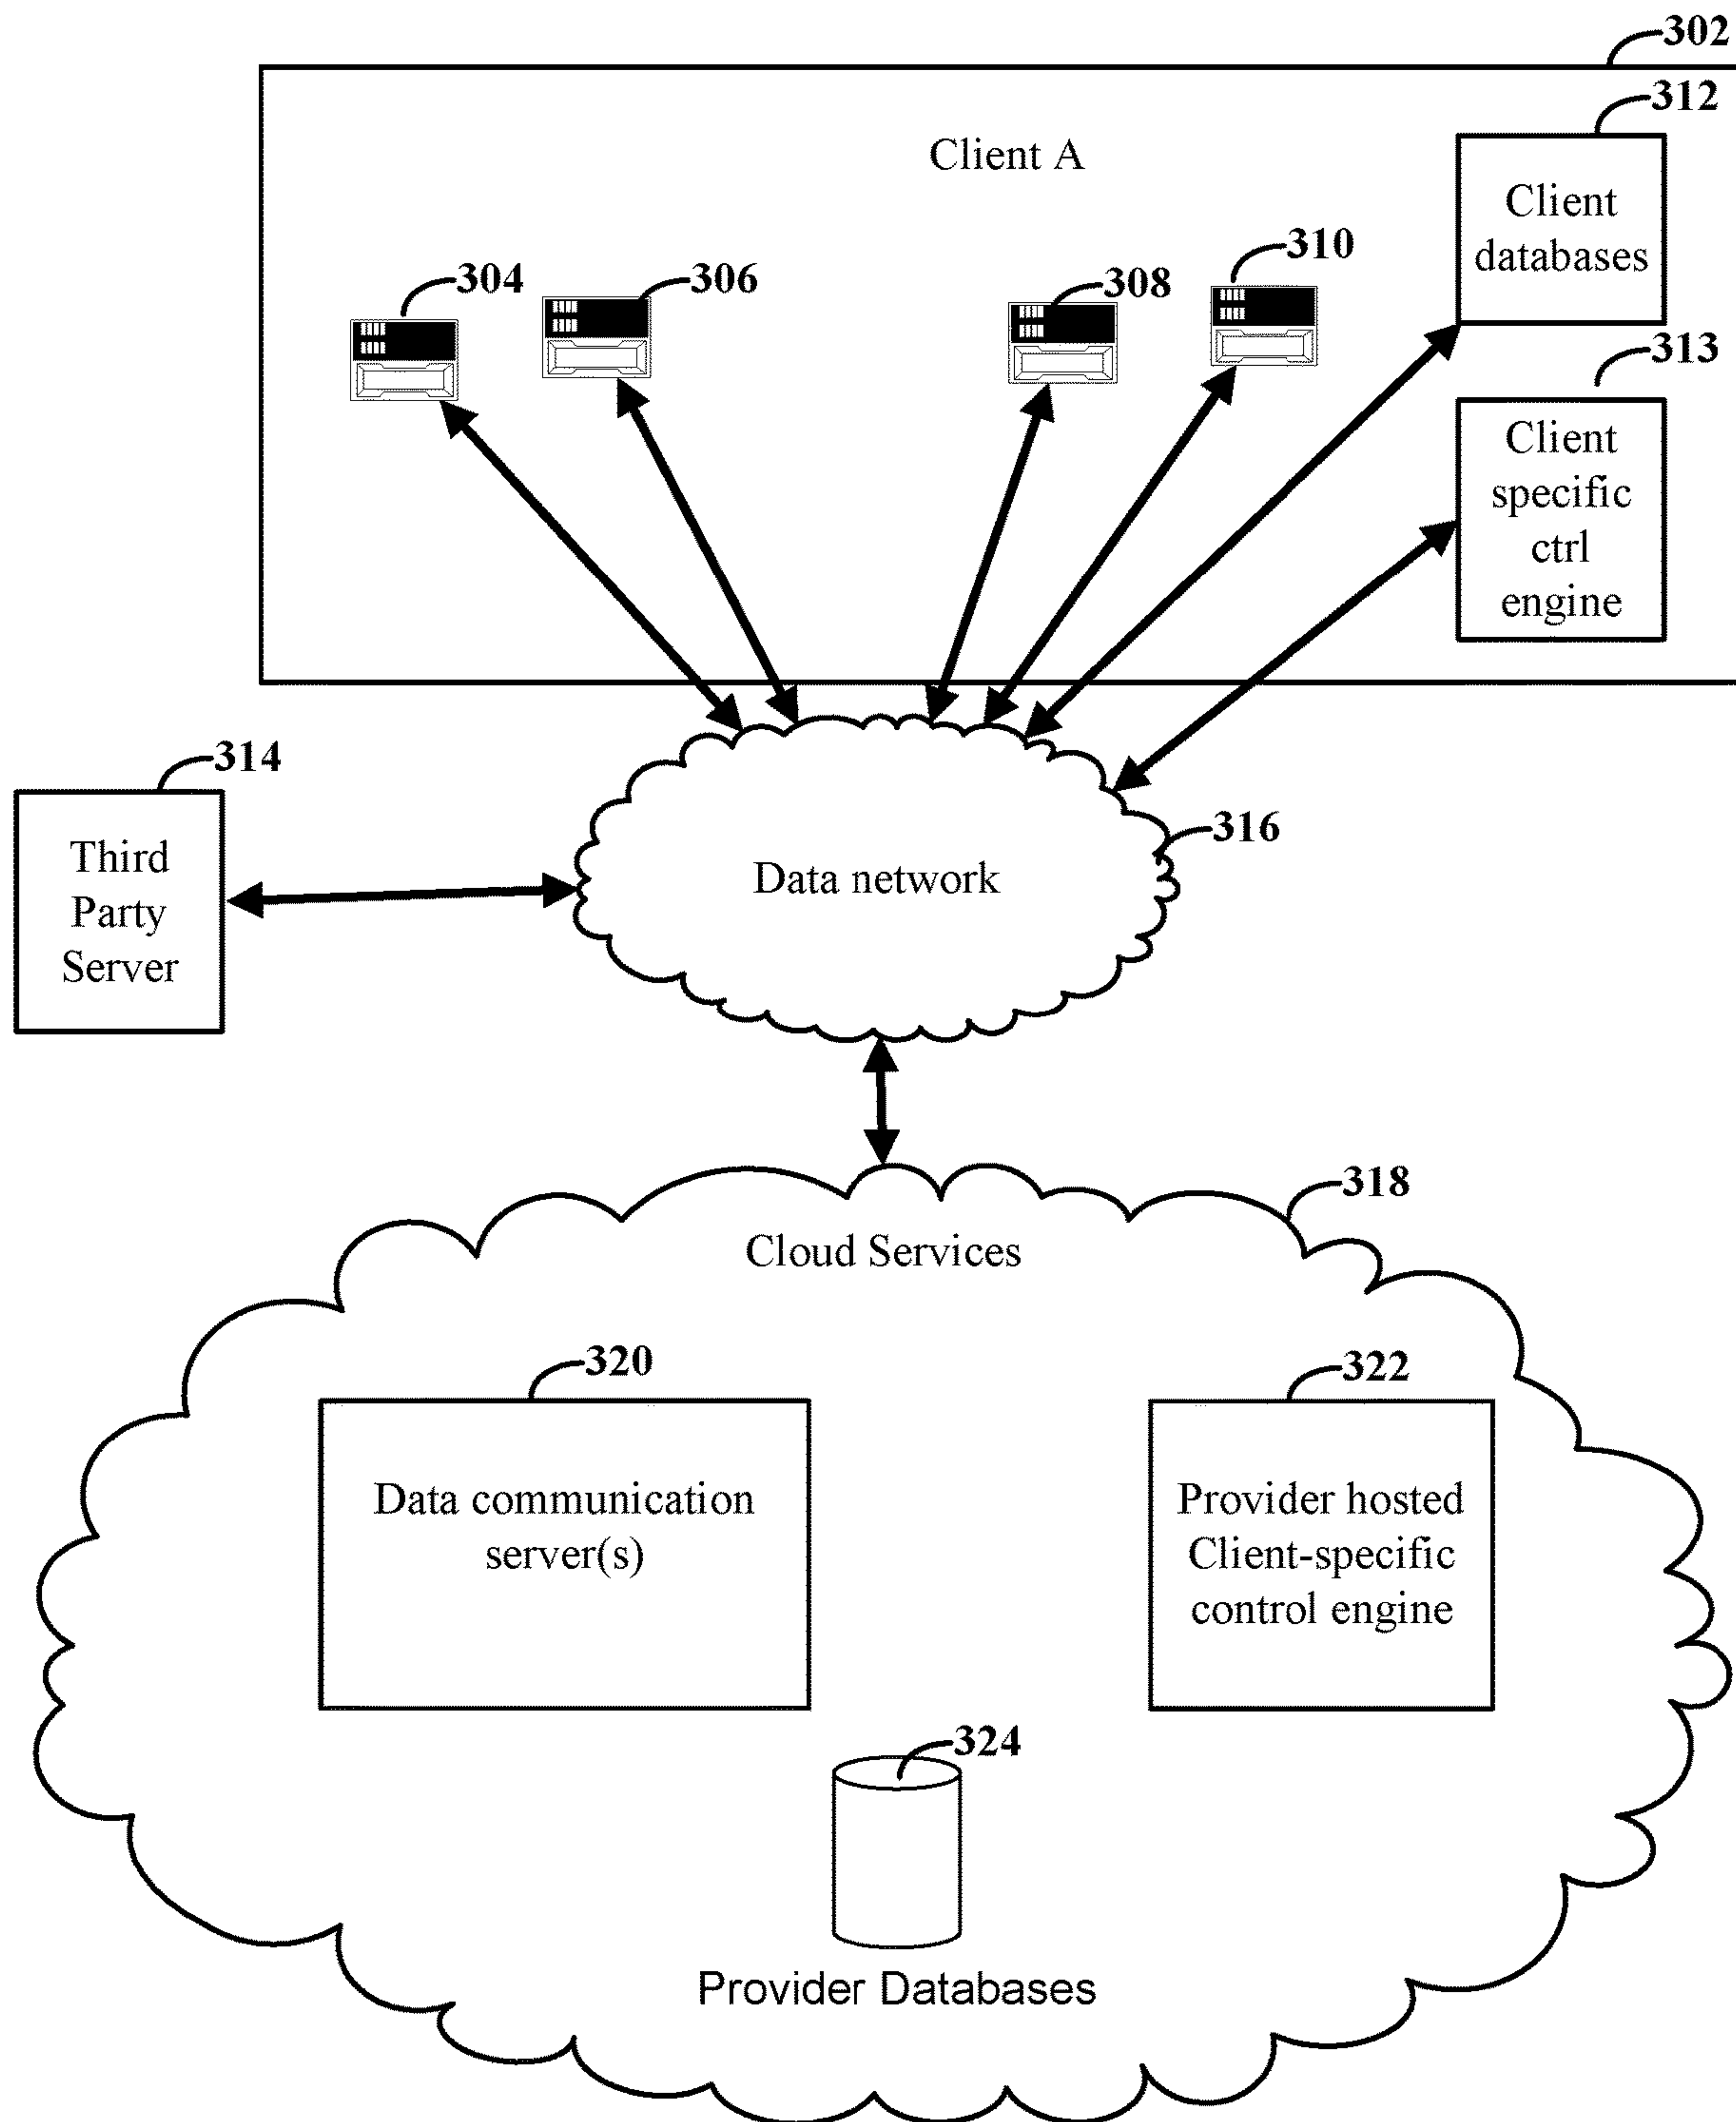 302
312
Client A
Client
databases
304
306
308
310
313
Client
specific
ctrl
engine
314
Third
Party
Server
316
Data network
318
Cloud Services
320
322
Data communication
server(s)
Provider hosted
Client-specific
control engine
324
Provider Databases